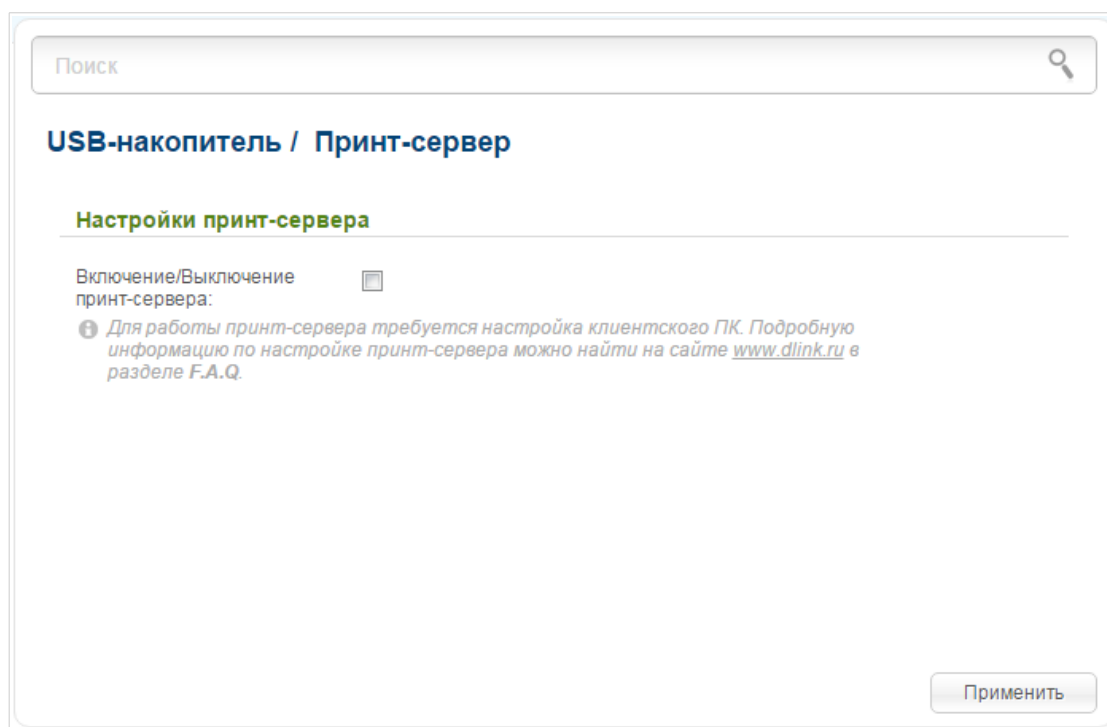 Поиск
USB-накопитель / Принт-сервер
Настройки принт-сервера
Включение/Выключение
принт-сервера:
Для работы принт-сервера требуется настройка клиентского ПК. Подробную
информацию по настройке принт-сервера можно найти на сайте www.dlink.ru в
разделе F.A.Q.
Применить